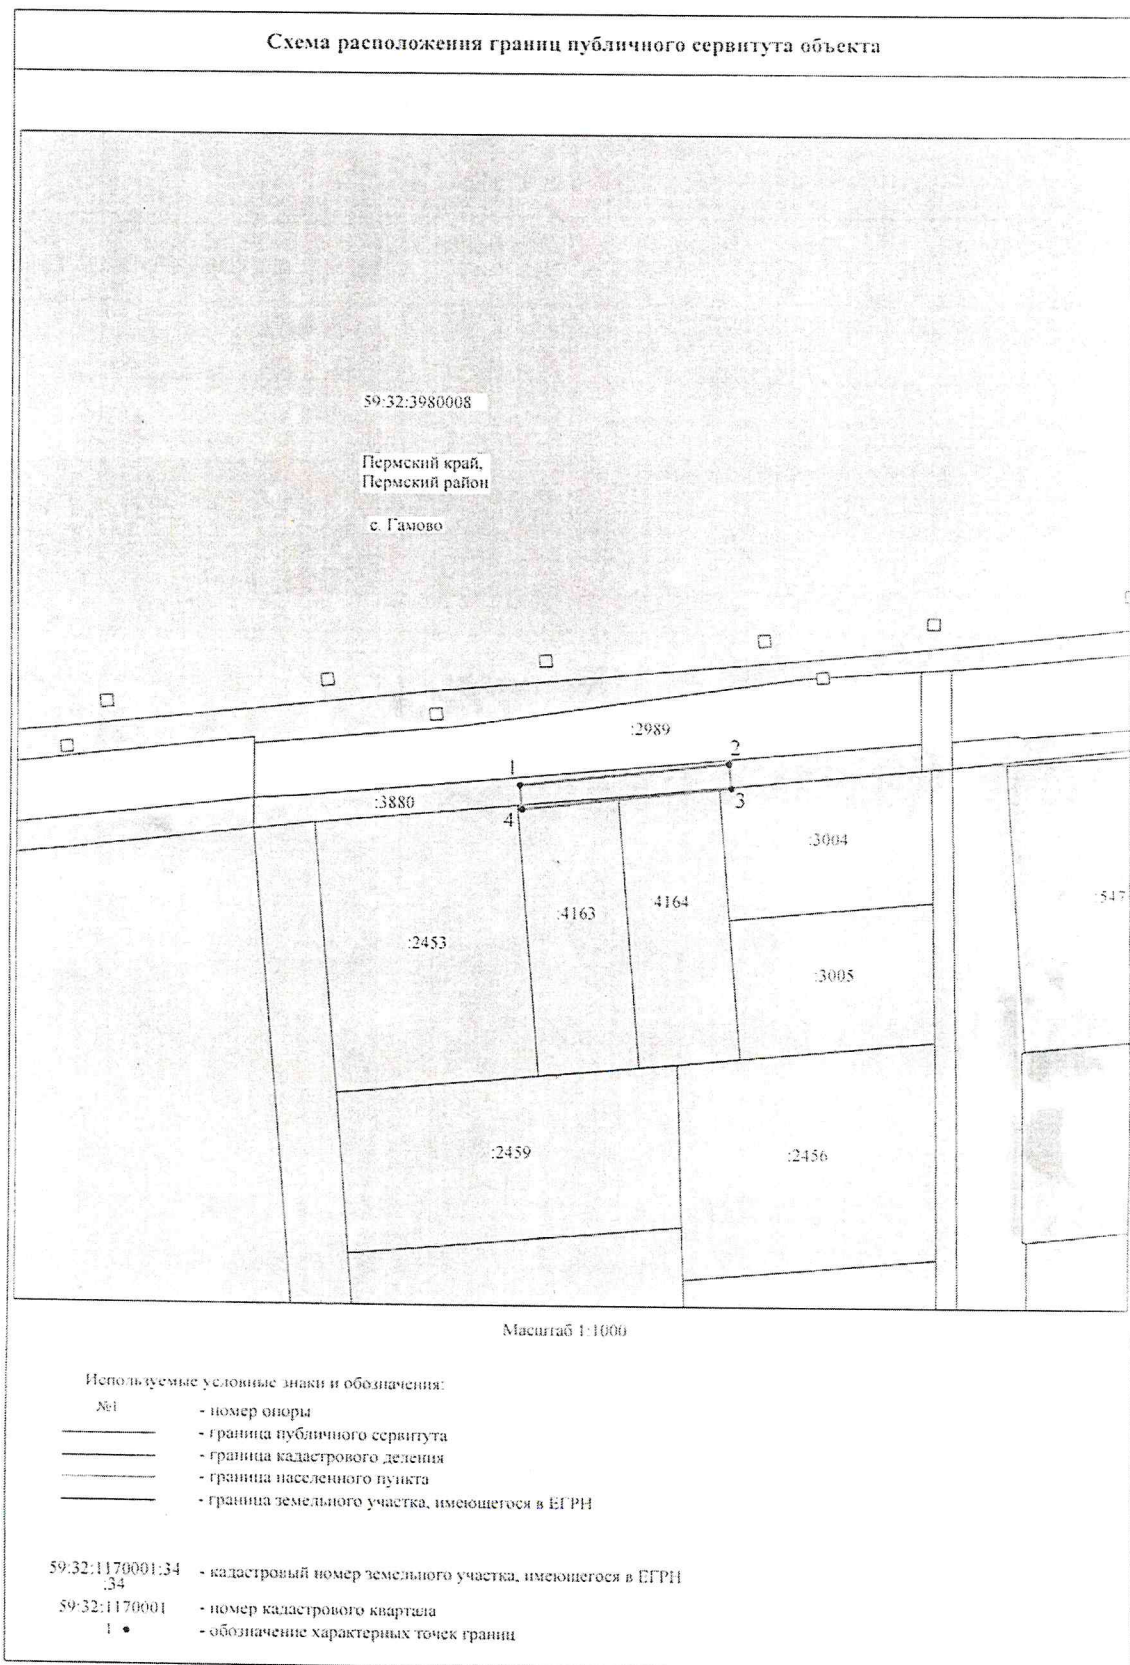 Схема расположения границ публичного сервитута объекта
59:32:3980008
Пермский край,
Пермский район
с. Гамово
:2989
1
2
:3880
4
3
:3004
:4163
4164
:547
:2453
:3005
:2459
:2456
Масштаб 1:1000
Используемые условные знаки и обозначения:
№1 - номер опоры
- граница публичного сервитута
- граница кадастрового деления
- граница населенного пункта
- граница земельного участка, имеющегося в ЕГРН
59:32:1170001:34 - кадастровый номер земельного участка, имеющегося в ЕГРН
:34
59:32:1170001 - номер кадастрового квартала
1 - обозначение характерных точек границ